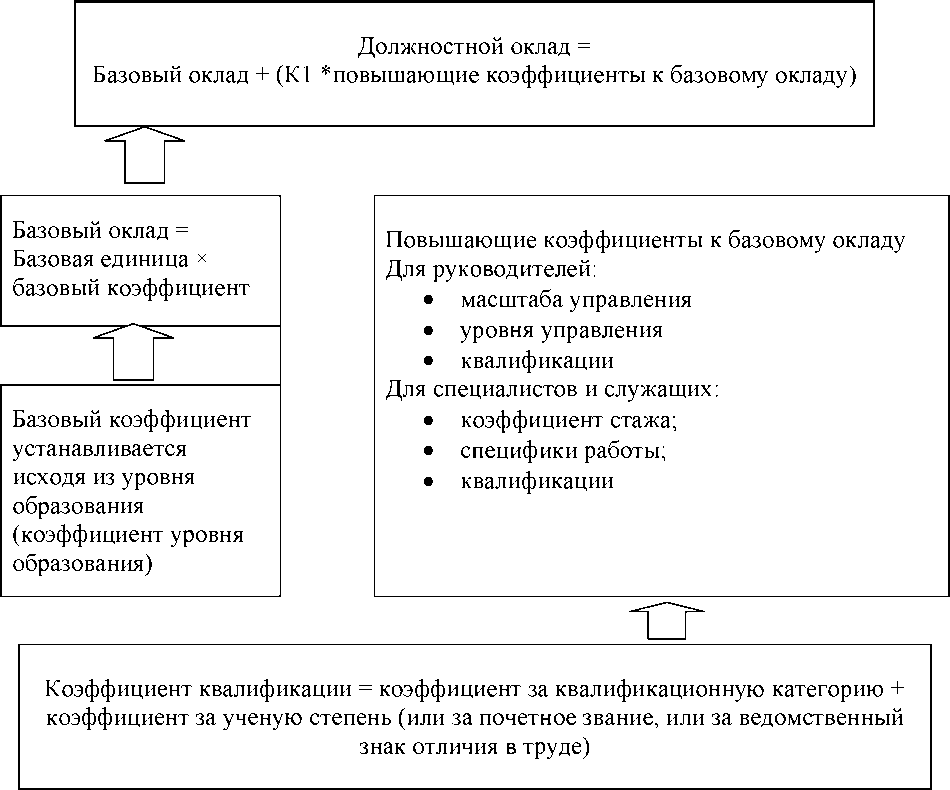 Должностной оклад =
Базовый оклад + (К1 *повышающие коэффициенты к базовому окладу)
Базовый оклад =
Базовая единица ×
базовый коэффициент
Базовый коэффициент
устанавливается
исходя из уровня
образования
(коэффициент уровня
образования)
Повышающие коэффициенты к базовому окладу
Для руководителей:
• масштаба управления
• уровня управления
• квалификации
Для специалистов и служащих:
• коэффициент стажа;
• специфики работы;
• квалификации
Коэффициент квалификации = коэффициент за квалификационную категорию +
коэффициент за ученую степень (или за почетное звание, или за ведомственный
знак отличия в труде)